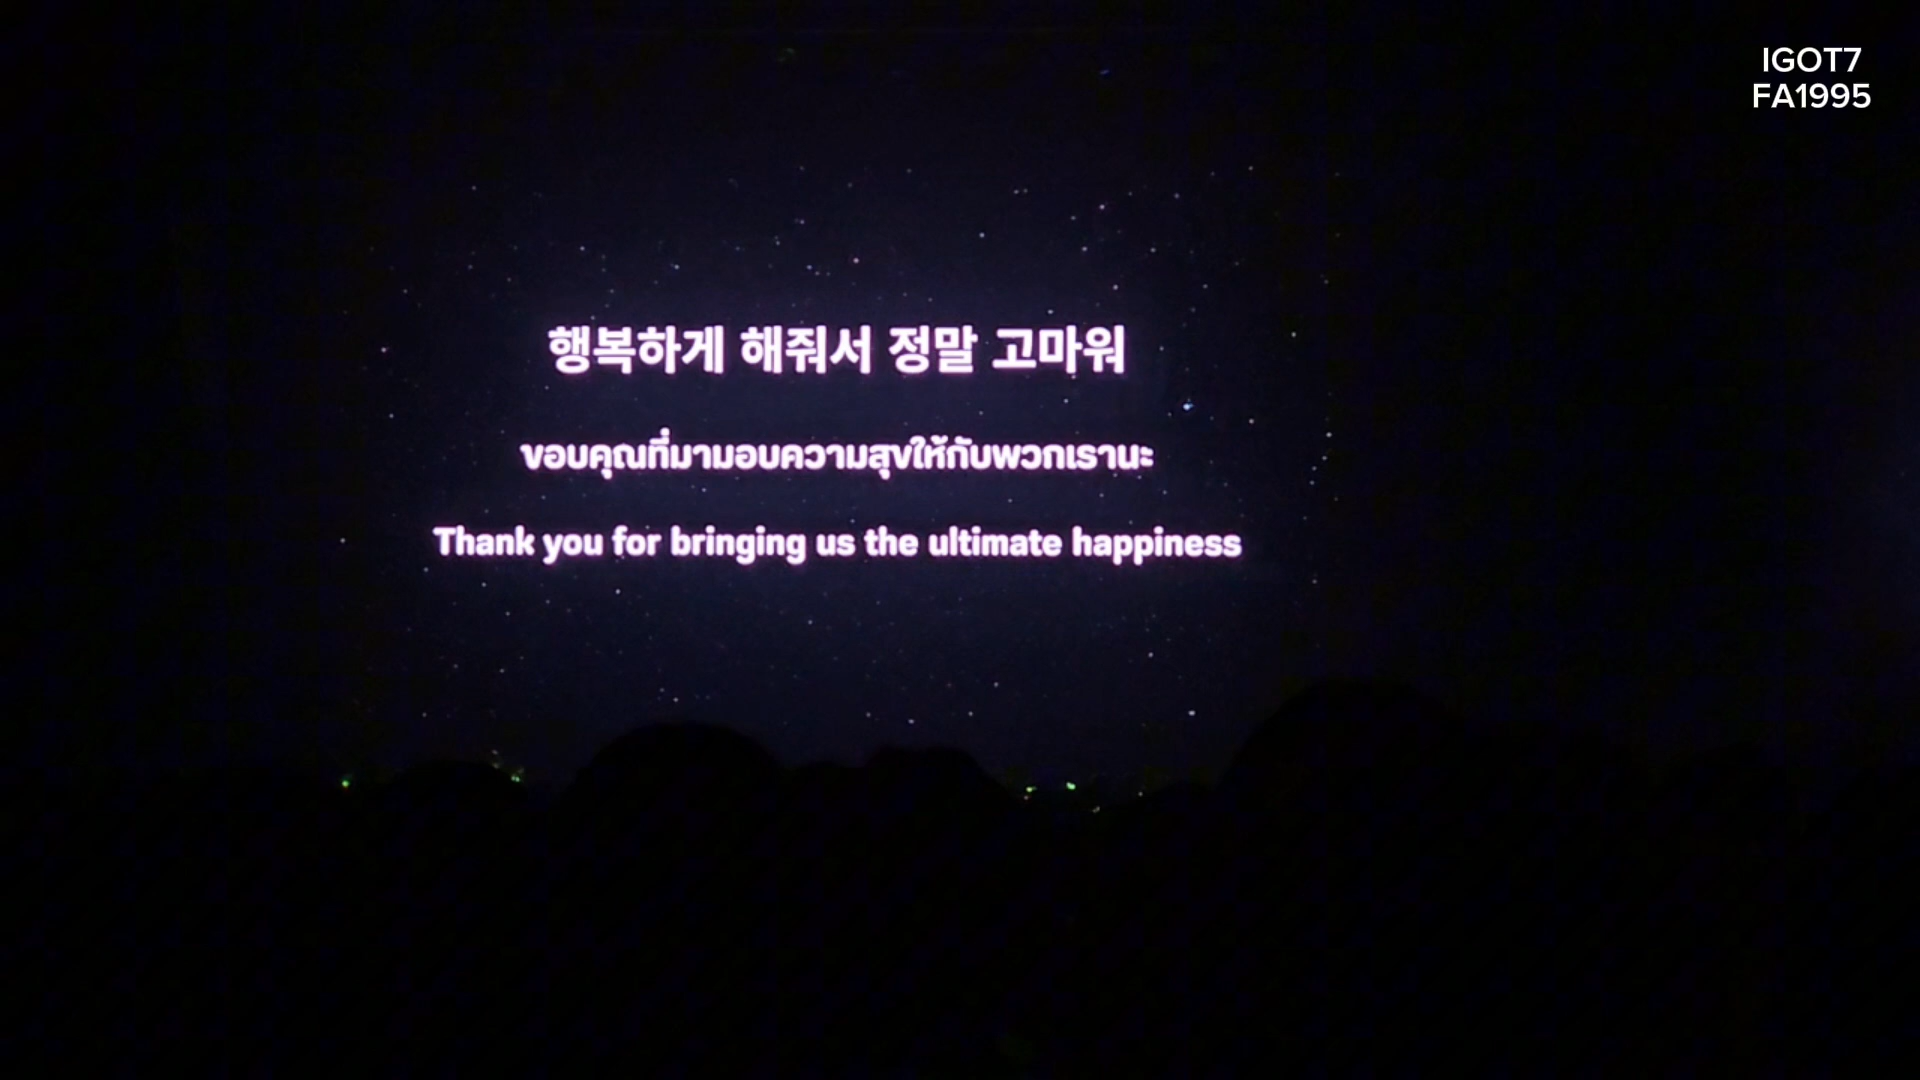 IGOT7
FA1995
행복하게 해줘서 정말 고마워
ขอบคุณที่มามอบความสุขให้กับพวกเรานะ
Thank you for bringing us the ultimate happiness